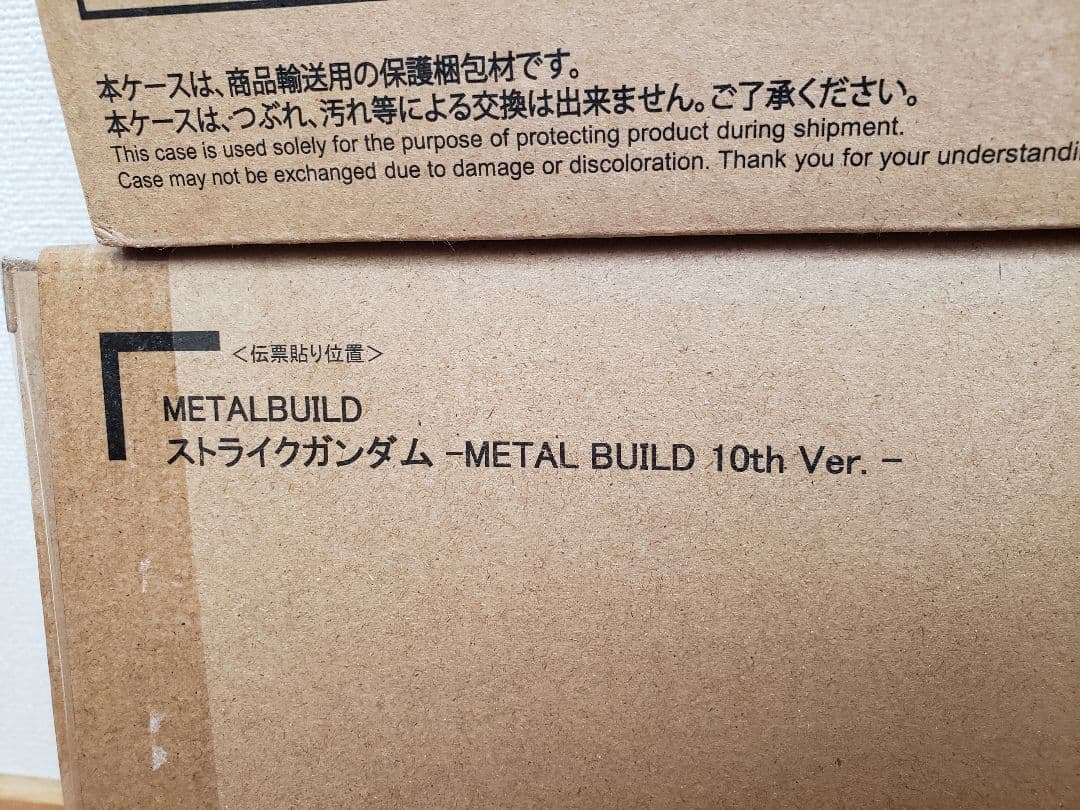 本ケースは、商品輸送用の保護梱包材です。
本ケースは、つぶれ、汚れ等による交換は出来ません。ご了承ください。
This case is used solely for the purpose of protecting product during shipment.
Case may not be exchanged due to damage or discoloration. Thank you for your understandi
＜伝票貼り位置＞
METALBUILD
ストライクガンダム -METAL BUILD 10th Ver. -